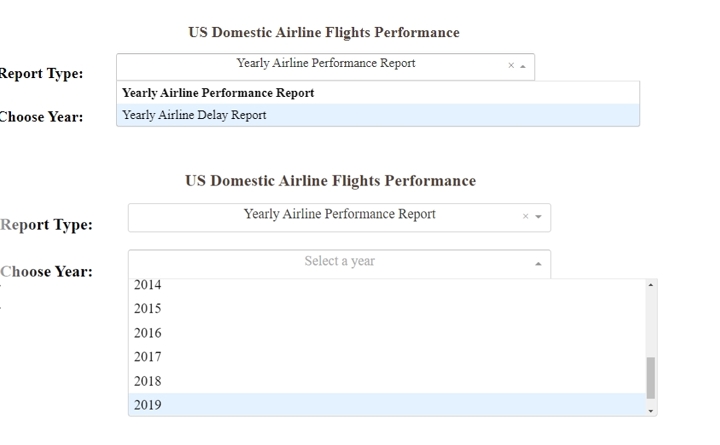 US Domestic Airline Flights Performance
Report Type:
Yearly Airline Performance Report
×
Yearly Airline Performance Report
Choose Year:
Yearly Airline Delay Report
US Domestic Airline Flights Performance
Report Type:
Yearly Airline Performance Report
×
Choose Year:
Select a year
2014
2015
2016
2017
2018
2019